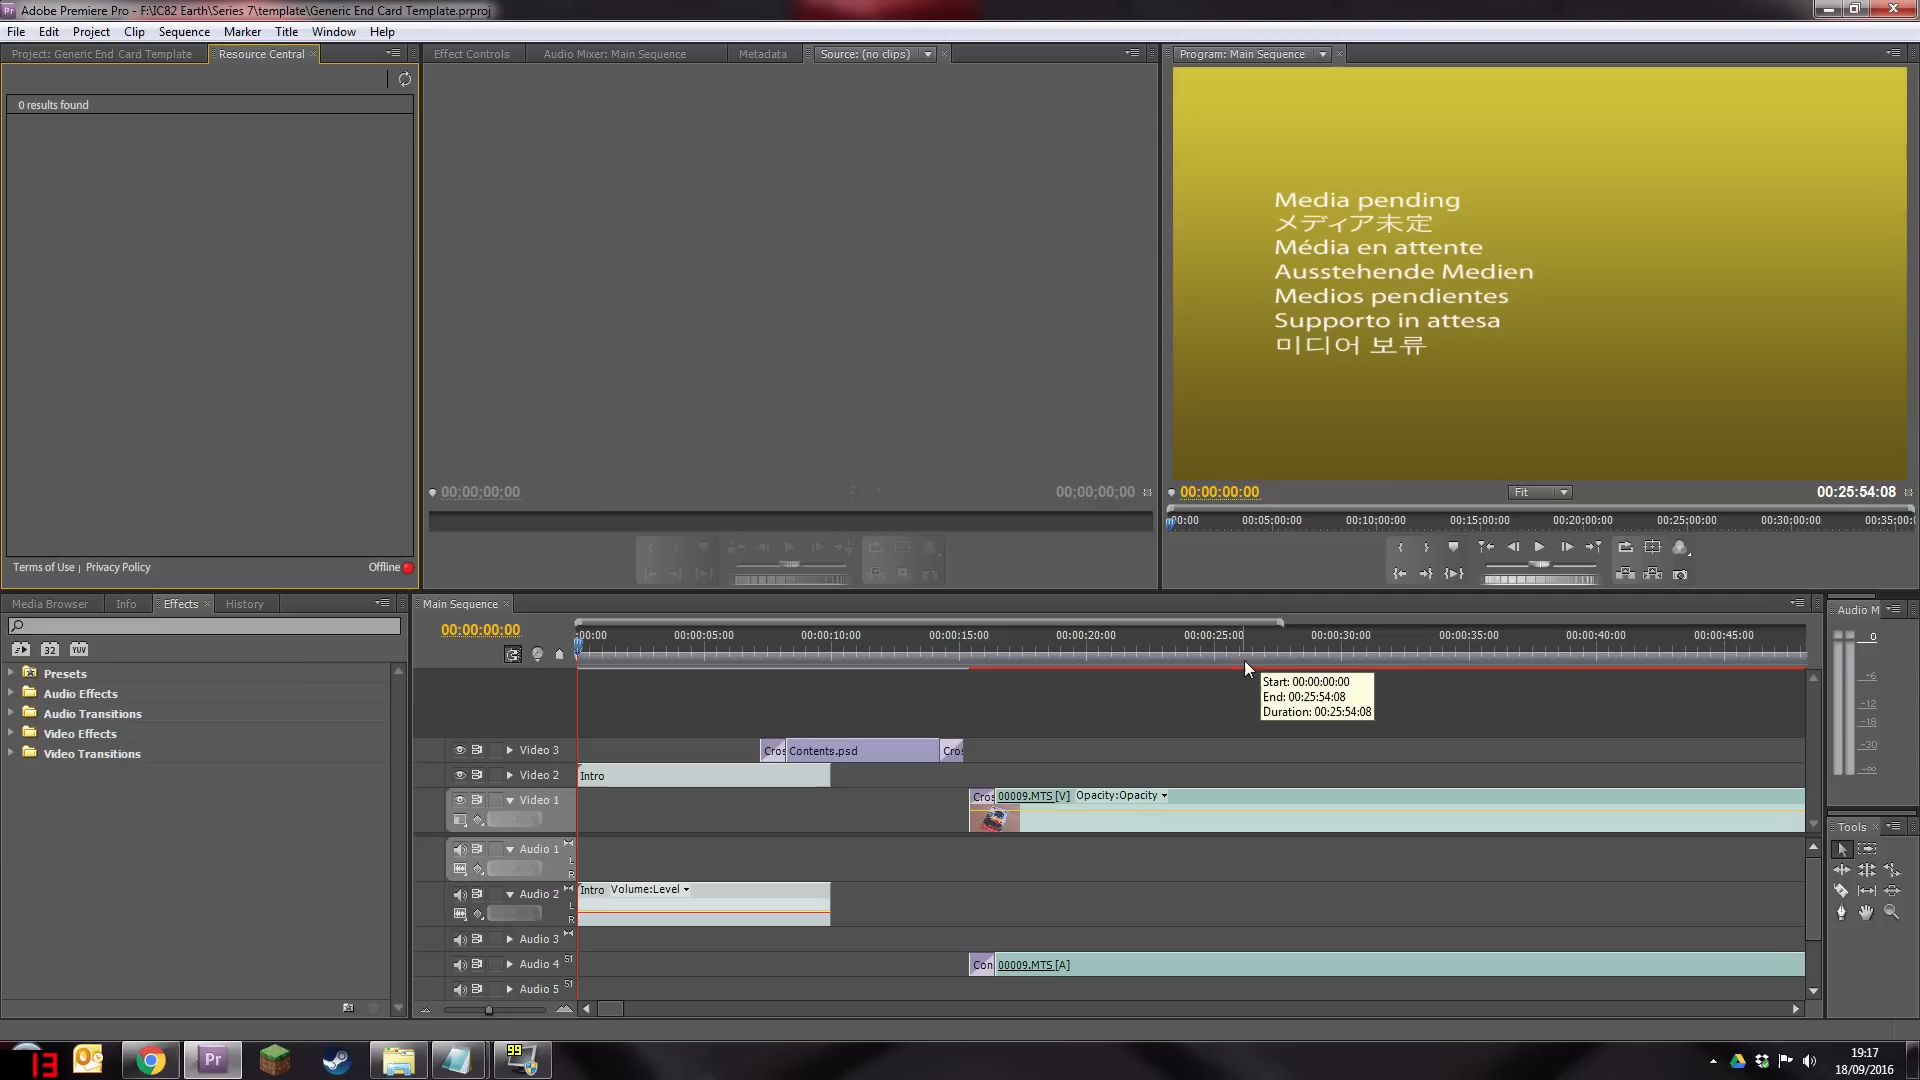 Adobe Premiere Pro - F:\IC82 Earth\Series 7\template\Generic End Card Template.prproj
File Edit Project Clip Sequence Marker Title Window Help
Project: Generic End Card Template Resource Central Effect Controls Audio Mixer: Main Sequence Metadata Source: (no clips) Program: Main Sequence
0 results found
Media pending
メディア未定
Média en attente
Ausstehende Medien
Medios pendientes
Supporto in attesa
미디어 보류
00;00;00;00 00;00;00;00 00:00:00:00 Fit 00:25:54:08
00:00 00:05:00:00 00:10:00:00 00:15:00:00 00:20:00:00 00:25:00:00 00:30:00:00 00:35:00:
Terms of Use | Privacy Policy Offline
Media Browser Info Effects History Main Sequence Audio M
00:00:00:00 :00:00 00:00:05:00 00:00:10:00 00:00:15:00 00:00:20:00 00:00:25:00 00:00:30:00 00:00:35:00 00:00:40:00 00:00:45:00
32 YUV
Presets
Audio Effects
Audio Transitions
Video Effects
Video Transitions
Start: 00:00:00:00
End: 00:25:54:08
Duration: 00:25:54:08
Video 3 Cros Contents.psd Cros
Video 2 Intro
Video 1 Cros 00009.MTS [V] Opacity:Opacity
Audio 1 L R
Audio 2 Intro Volume:Level L R
Audio 3
Audio 4 Con 00009.MTS [A]
Audio 5
0
-6
-12
-18
-30
-∞
Tools
13 Pr 99
19:17
18/09/2016